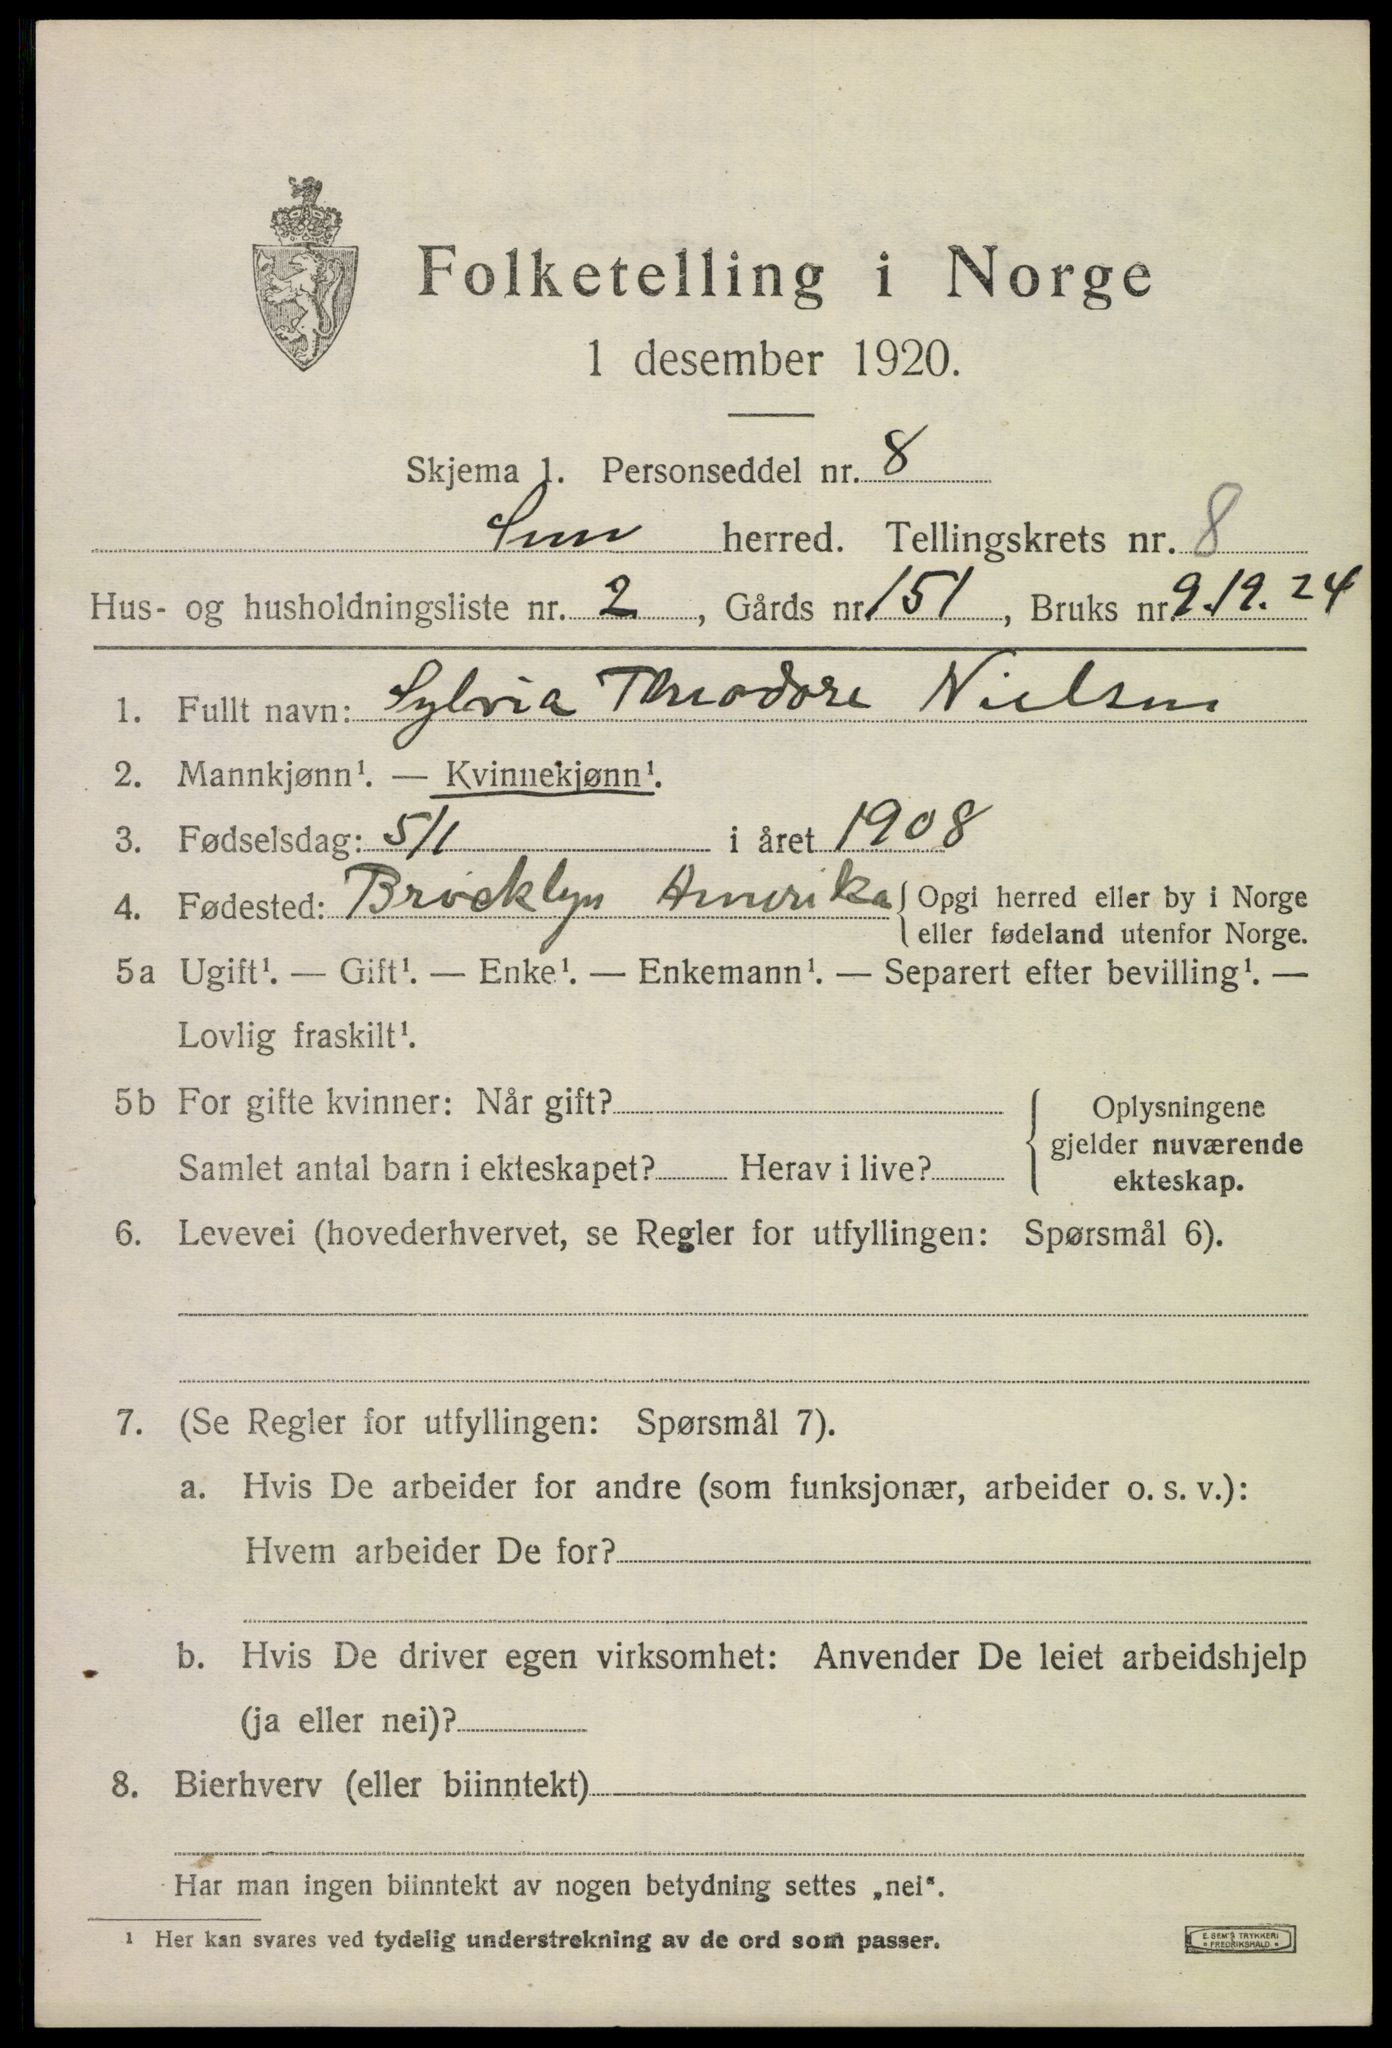 Folketelling i Norge
1 desember 1920.
Skjema 1. Personseddel nr. 8
Sem herred. Tellingskrets nr. 8
Hus- og husholdningsliste nr. 2, Gårds nr. 151, Bruks nr. 9.19.24
1. Fullt navn: Sylvia Theodore Nielsen
2. Mannkjønn¹. — Kvinnekjønn¹.
3. Fødselsdag: 5/1 i året 1908
4. Fødested: Brocklyn Amerika { Opgi herred eller by i Norge
eller fødeland utenfor Norge.
5a Ugift¹. — Gift¹. — Enke¹. — Enkemann¹. — Separert efter bevilling¹. —
Lovlig fraskilt¹.
5b For gifte kvinner: Når gift?
Samlet antal barn i ekteskapet? Herav i live?
Oplysningene
gjelder nuværende
ekteskap.
6. Levevei (hovederhvervet, se Regler for utfyllingen: Spørsmål 6).
7. (Se Regler for utfyllingen: Spørsmål 7).
a. Hvis De arbeider for andre (som funksjonær, arbeider o. s. v.):
Hvem arbeider De for?
b. Hvis De driver egen virksomhet: Anvender De leiet arbeidshjelp
(ja eller nei)?
8. Bierhverv (eller biinntekt)
Har man ingen biinntekt av nogen betydning settes „nei“.
¹ Her kan svares ved tydelig understrekning av de ord som passer.
E. SEM'S TRYKKERI
FREDRIKSHALD